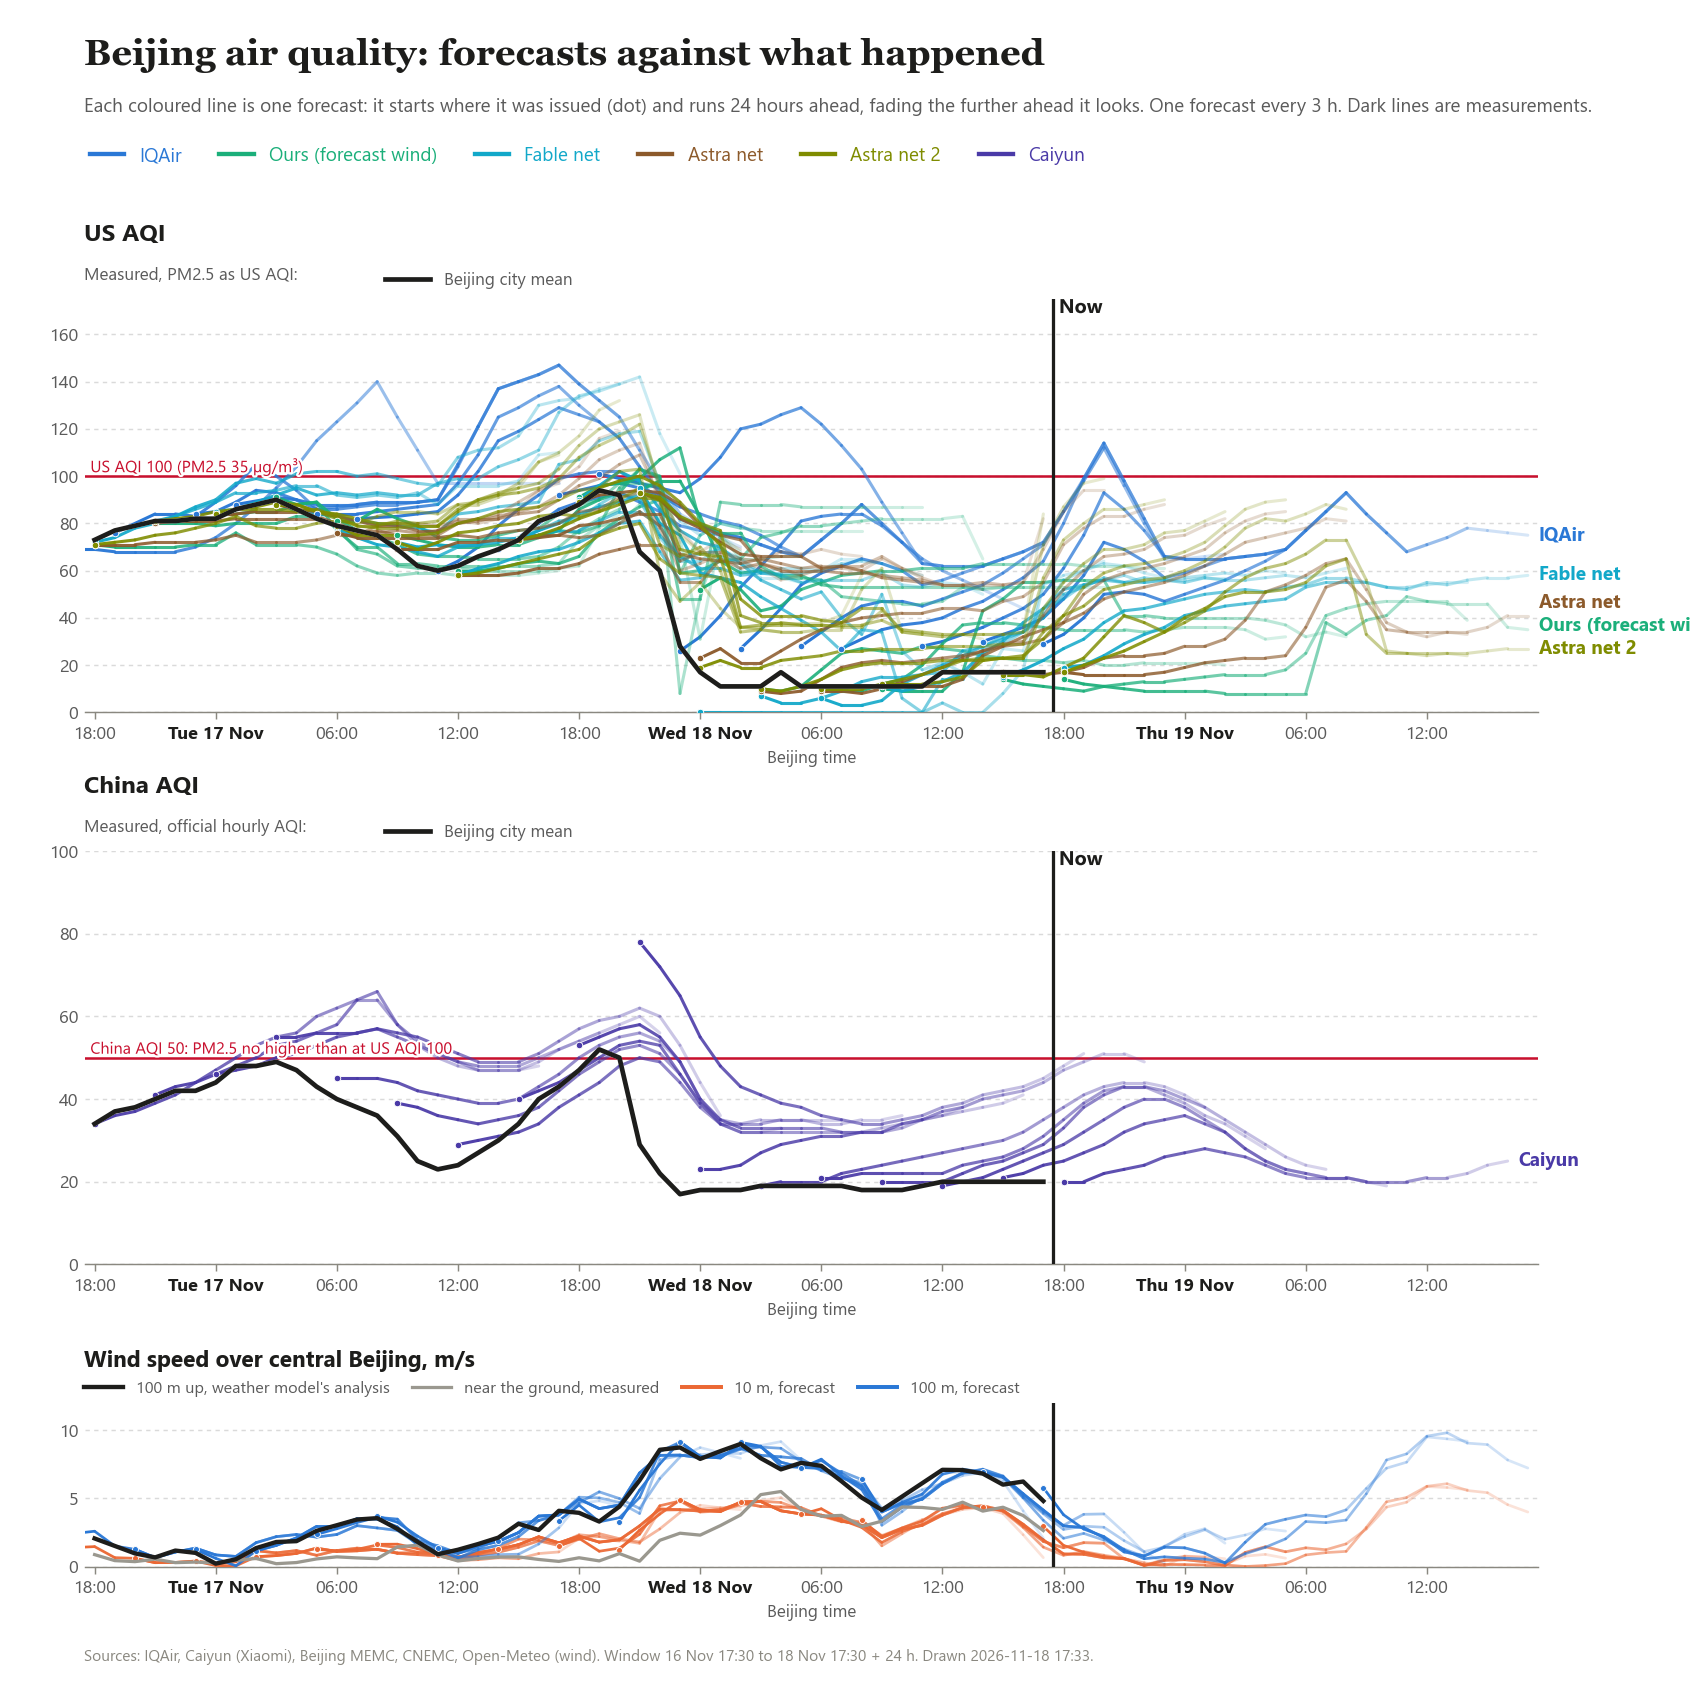 Beijing air quality: forecasts against what happened
Each coloured line is one forecast: it starts where it was issued (dot) and runs 24 hours ahead, fading the further ahead it looks. One forecast every 3 h. Dark lines are measurements.
IQAir Ours (forecast wind) Fable net Astra net Astra net 2 Caiyun
US AQI
Measured, PM2.5 as US AQI: Beijing city mean
Now
160
140
120
US AQI 100 (PM2.5 35 µg/m³)
100
80
60
40
20
0
IQAir
Fable net
Astra net
Ours (forecast wi
Astra net 2
18:00 Tue 17 Nov 06:00 12:00 18:00 Wed 18 Nov 06:00 12:00 18:00 Thu 19 Nov 06:00 12:00
Beijing time
China AQI
Measured, official hourly AQI: Beijing city mean
Now
100
80
60
China AQI 50: PM2.5 no higher than at US AQI 100
40
20
0
Caiyun
18:00 Tue 17 Nov 06:00 12:00 18:00 Wed 18 Nov 06:00 12:00 18:00 Thu 19 Nov 06:00 12:00
Beijing time
Wind speed over central Beijing, m/s
100 m up, weather model's analysis near the ground, measured 10 m, forecast 100 m, forecast
10
5
0
18:00 Tue 17 Nov 06:00 12:00 18:00 Wed 18 Nov 06:00 12:00 18:00 Thu 19 Nov 06:00 12:00
Beijing time
Sources: IQAir, Caiyun (Xiaomi), Beijing MEMC, CNEMC, Open-Meteo (wind). Window 16 Nov 17:30 to 18 Nov 17:30 + 24 h. Drawn 2026-11-18 17:33.